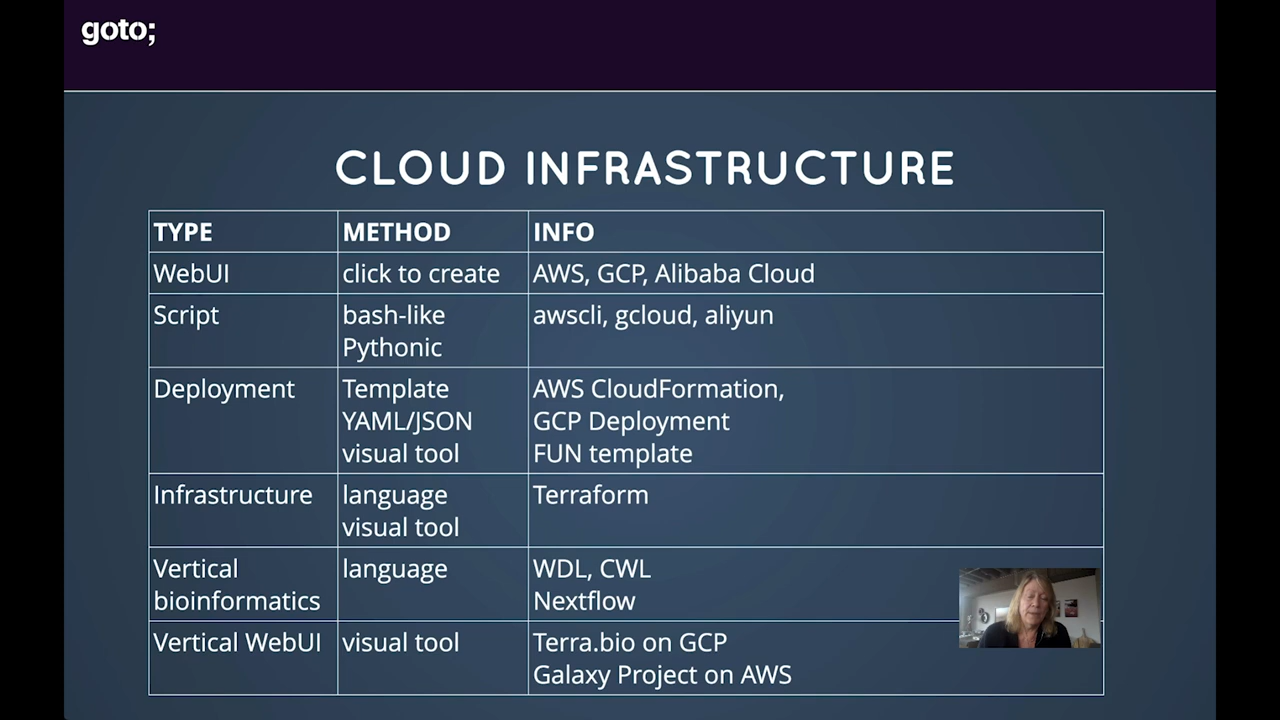 goto;
CLOUD INFRASTRUCTURE
TYPE METHOD INFO
WebUI click to create AWS, GCP, Alibaba Cloud
Script bash-like awscli, gcloud, aliyun
Pythonic
Deployment Template AWS CloudFormation,
YAML/JSON GCP Deployment
visual tool FUN template
Infrastructure language Terraform
visual tool
Vertical language WDL, CWL
bioinformatics Nextflow
Vertical WebUI visual tool Terra.bio on GCP
Galaxy Project on AWS